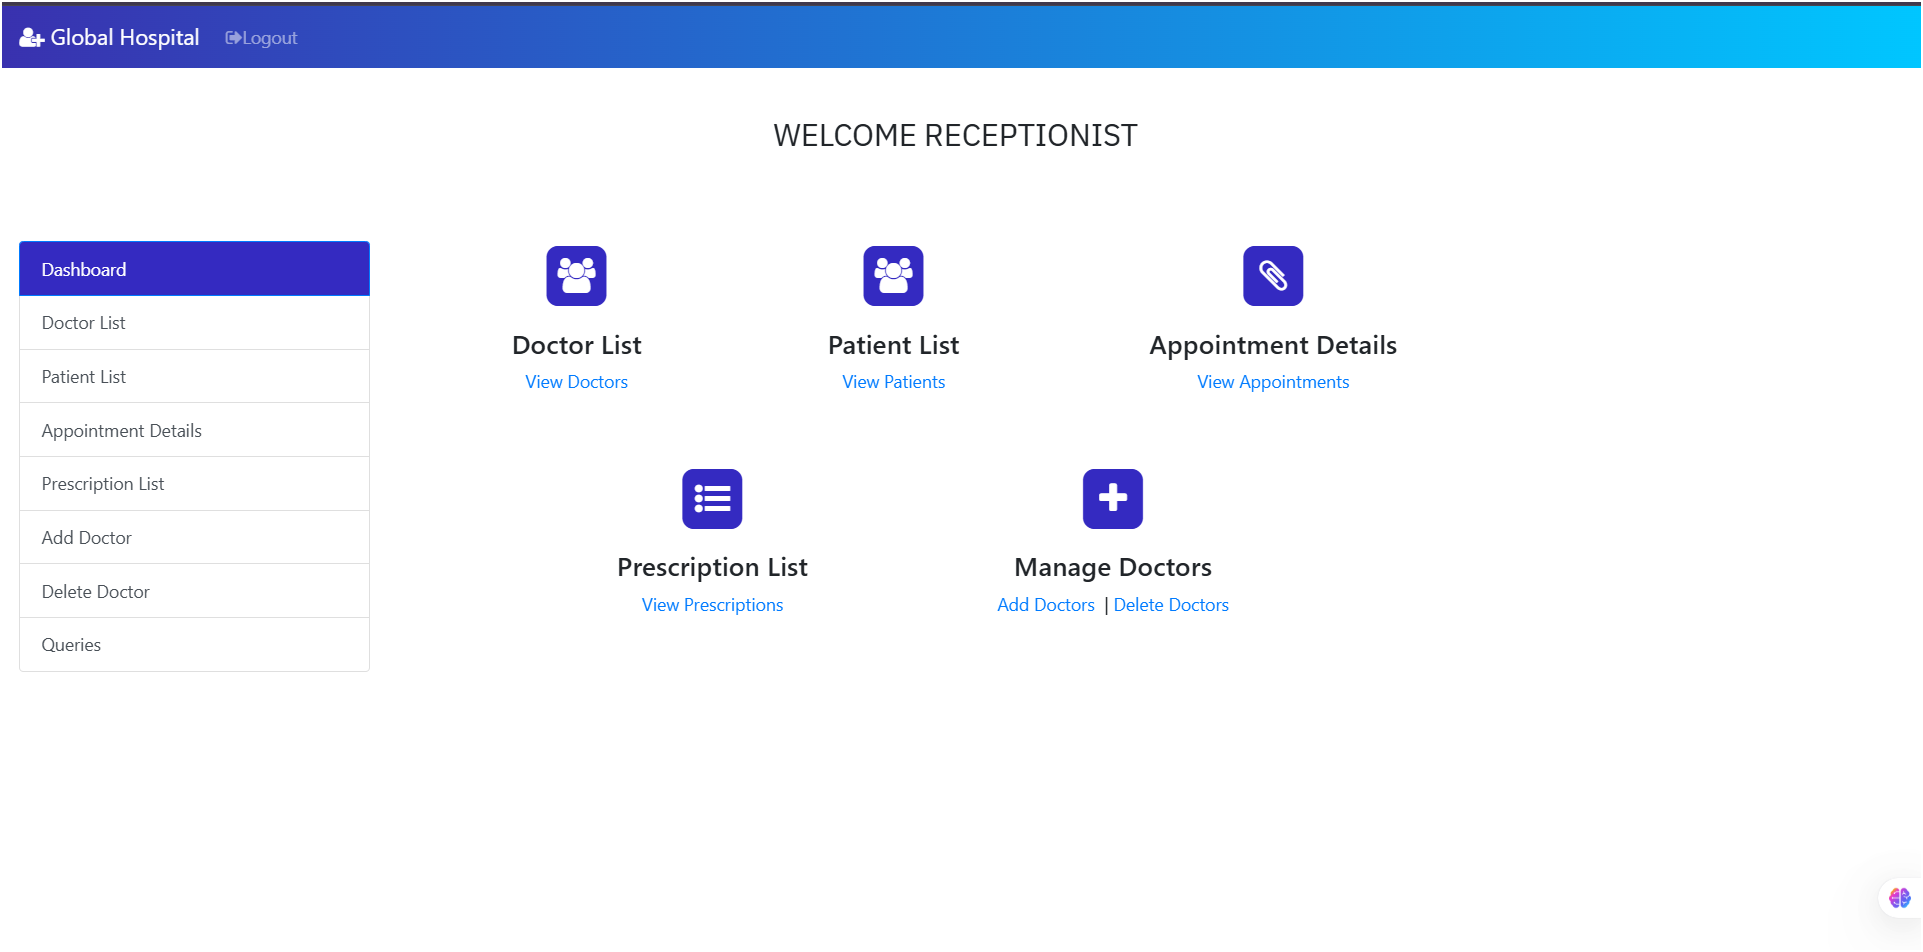 Global Hospital Logout
WELCOME RECEPTIONIST
Dashboard
Doctor List
Patient List
Appointment Details
Prescription List
Add Doctor
Delete Doctor
Queries
Doctor List
View Doctors
Patient List
View Patients
Appointment Details
View Appointments
Prescription List
View Prescriptions
Manage Doctors
Add Doctors | Delete Doctors